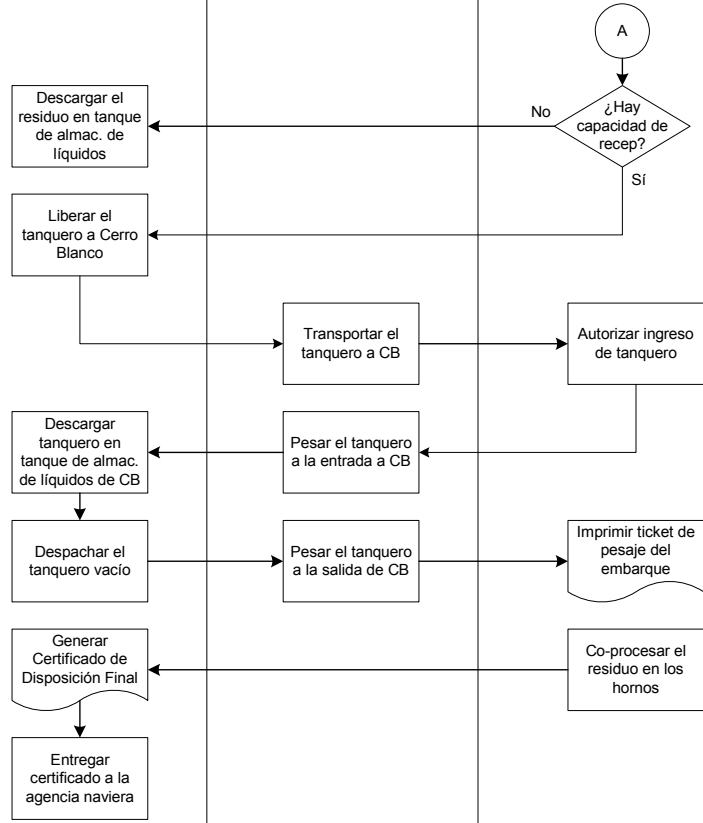 A
Descargar el
residuo en tanque
de almac. de
líquidos
No
¿Hay
capacidad de
recep?
Sí
Liberar el
tanquero a Cerro
Blanco
Transportar el
tanquero a CB
Autorizar ingreso
de tanquero
Descargar
tanquero en
tanque de almac.
de líquidos de CB
Pesar el tanquero
a la entrada a CB
Despachar el
tanquero vacío
Pesar el tanquero
a la salida de CB
Imprimir ticket de
pesaje del
embarque
Generar
Certificado de
Disposición Final
Co-procesar el
residuo en los
hornos
Entregar
certificado a la
agencia naviera